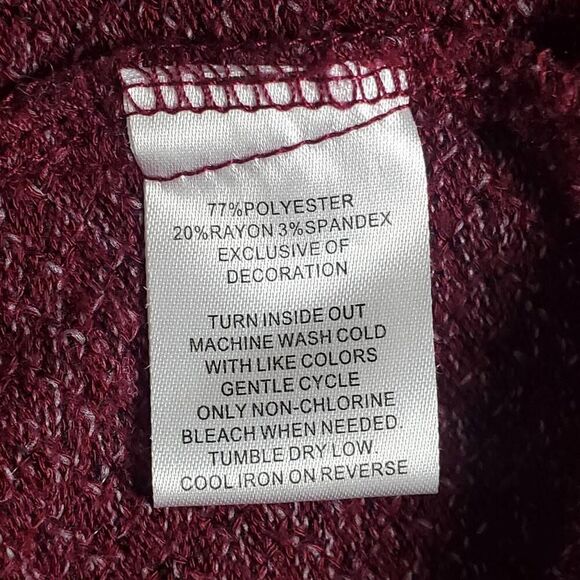 77%POLYESTER
20%RAYON 3%SPANDEX
EXCLUSIVE OF
DECORATION
TURN INSIDE OUT
MACHINE WASH COLD
WITH LIKE COLORS
GENTLE CYCLE
ONLY NON-CHLORINE
BLEACH WHEN NEEDED.
TUMBLE DRY LOW.
COOL IRON ON REVERSE